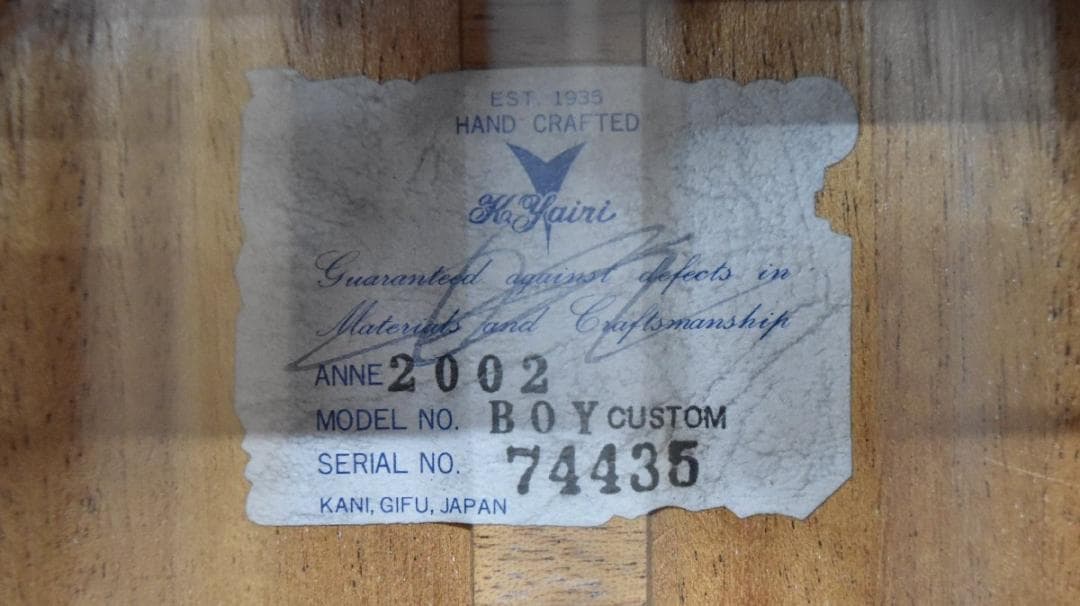 EST. 1935
HAND CRAFTED
K. Yairi
Guaranteed against defects in
Materials and Craftsmanship
ANNE 2002
MODEL NO. BOY CUSTOM
SERIAL NO. 74435
KANI, GIFU, JAPAN